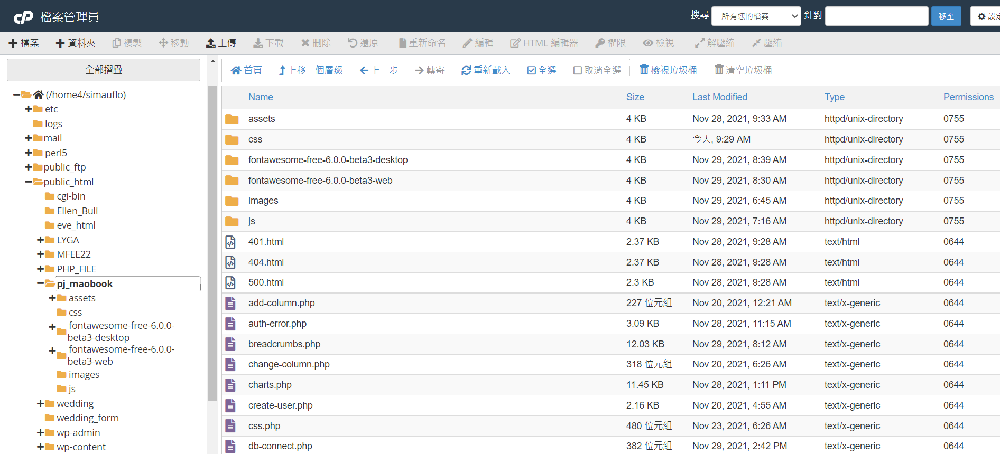 cP 檔案管理員 搜尋 所有您的檔案 針對 移至 設定
檔案 資料夾 複製 移動 上傳 下載 刪除 還原 重新命名 編輯 HTML 編輯器 權限 檢視 解壓縮 壓縮
全部摺疊
(/home4/simauflo)
etc
logs
mail
perl5
public_ftp
public_html
cgi-bin
Ellen_Buli
eve_html
LYGA
MFEE22
PHP_FILE
pj_maobook
assets
css
fontawesome-free-6.0.0-
beta3-desktop
fontawesome-free-6.0.0-
beta3-web
images
js
wedding
wedding_form
wp-admin
wp-content
首頁 上移一個層級 上一步 轉寄 重新載入 全選 取消全選 檢視垃圾桶 清空垃圾桶
Name Size Last Modified Type Permissions
assets 4 KB Nov 28, 2021, 9:33 AM httpd/unix-directory 0755
css 4 KB 今天, 9:29 AM httpd/unix-directory 0755
fontawesome-free-6.0.0-beta3-desktop 4 KB Nov 29, 2021, 8:39 AM httpd/unix-directory 0755
fontawesome-free-6.0.0-beta3-web 4 KB Nov 29, 2021, 8:30 AM httpd/unix-directory 0755
images 4 KB Nov 29, 2021, 6:45 AM httpd/unix-directory 0755
js 4 KB Nov 29, 2021, 7:16 AM httpd/unix-directory 0755
401.html 2.37 KB Nov 28, 2021, 9:28 AM text/html 0644
404.html 2.37 KB Nov 28, 2021, 9:28 AM text/html 0644
500.html 2.3 KB Nov 28, 2021, 9:28 AM text/html 0644
add-column.php 227 位元組 Nov 20, 2021, 12:21 AM text/x-generic 0644
auth-error.php 3.09 KB Nov 28, 2021, 11:15 AM text/x-generic 0644
breadcrumbs.php 12.03 KB Nov 29, 2021, 8:12 AM text/x-generic 0644
change-column.php 318 位元組 Nov 20, 2021, 6:26 AM text/x-generic 0644
charts.php 11.45 KB Nov 28, 2021, 1:11 PM text/x-generic 0644
create-user.php 2.16 KB Nov 20, 2021, 4:55 AM text/x-generic 0644
css.php 480 位元組 Nov 23, 2021, 6:26 AM text/x-generic 0644
db-connect.php 382 位元組 Nov 29, 2021, 2:42 PM text/x-generic 0644